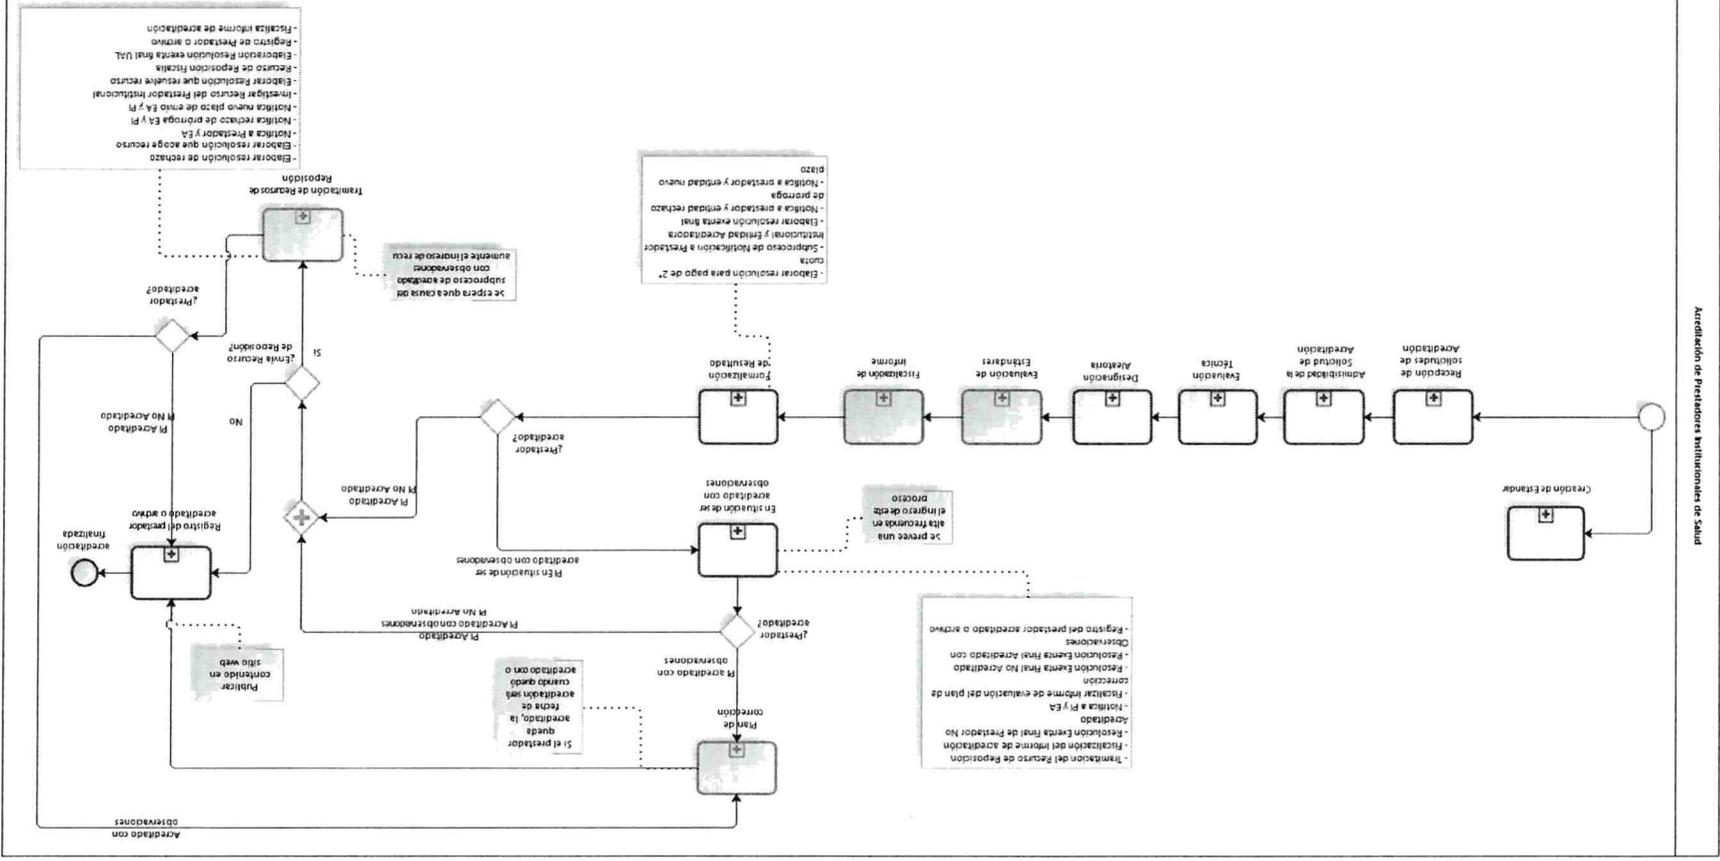 Acreditación de Prestadores Institucionales de Salud
Acreditado con
observaciones
- Tramitación del Recurso de Reposición
- Fiscalización del Informe de acreditación
- Resolución Exenta Final de Prestador No
Acreditado
- Notifica a PI y EA
- Fiscalizar informe de evaluación del plan de
corrección
- Resolución Exenta Final No Acreditado
- Resolución Exenta Final Acreditado con
Observaciones
- Registro del prestador acreditado o archivo
Plan de
corrección
Si el prestador
queda
acreditado, la
fecha de
acreditación será
cuando quedó
acreditado con o
PI acreditado con
observaciones
Publicar
contenido en
sitio web
¿Prestador
acreditado?
PI Acreditado
PI Acreditado con observaciones
PI No Acreditado
Creación de Estandar
Se prevee una
alta frecuencia en
el ingreso de este
proceso
En situación de ser
acreditado con
observaciones
PI En situación de ser
acreditado con observaciones
PI Acreditado
PI No Acreditado
Registro del prestador
acreditado o archivo
acreditación
finalizada
Recepción de
solicitudes de
Acreditación
Admisibilidad de la
Solicitud de
Acreditación
Evaluación
Técnica
Designación
Aleatoria
Evaluación de
Estándares
Fiscalización de
informe
Formalización
de Resultado
¿Prestador
acreditado?
No
PI Acreditado
PI No Acreditado
¿Envía Recurso
de Reposición?
Si
¿Prestador
acreditado?
- Elaborar resolución para pago de 2°
cuota
- Subproceso de Notificación a Prestador
Institucional y Entidad Acreditadora
- Elaborar resolución exenta final
- Notifica a prestador y entidad rechazo
de prórroga
- Notifica a prestador y entidad nuevo
plazo
Se espera que a causa del
subproceso de acreditado
con observaciones
aumente el ingreso de recu
Tramitación de Recursos de
Reposición
- Elaborar resolución de rechazo
- Elaborar resolución que acoge recurso
- Notifica a Prestador y EA
- Notifica rechazo de prórroga EA y PI
- Notifica nuevo plazo de envio EA y PI
- Investigar Recurso del Prestador Institucional
- Elaborar Resolución que resuelve recurso
- Recurso de Reposición Fiscalía
- Elaboración Resolución exenta final UAL
- Registro de Prestador o archivo
- Fiscaliza informe de acreditación